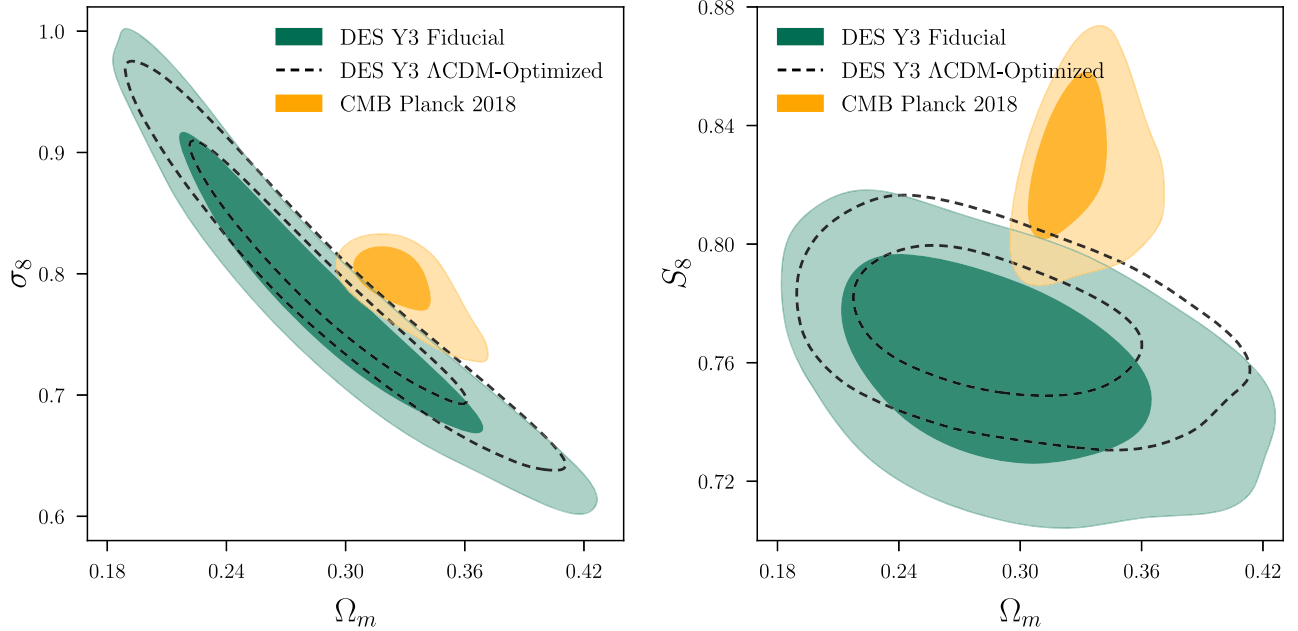 1.0
0.9
0.8
0.7
0.6
σ8
0.18
0.24
0.30
0.36
0.42
Ωm
DES Y3 Fiducial
DES Y3 ΛCDM-Optimized
CMB Planck 2018
0.88
0.84
0.80
0.76
0.72
S8
0.18
0.24
0.30
0.36
0.42
Ωm
DES Y3 Fiducial
DES Y3 ΛCDM-Optimized
CMB Planck 2018